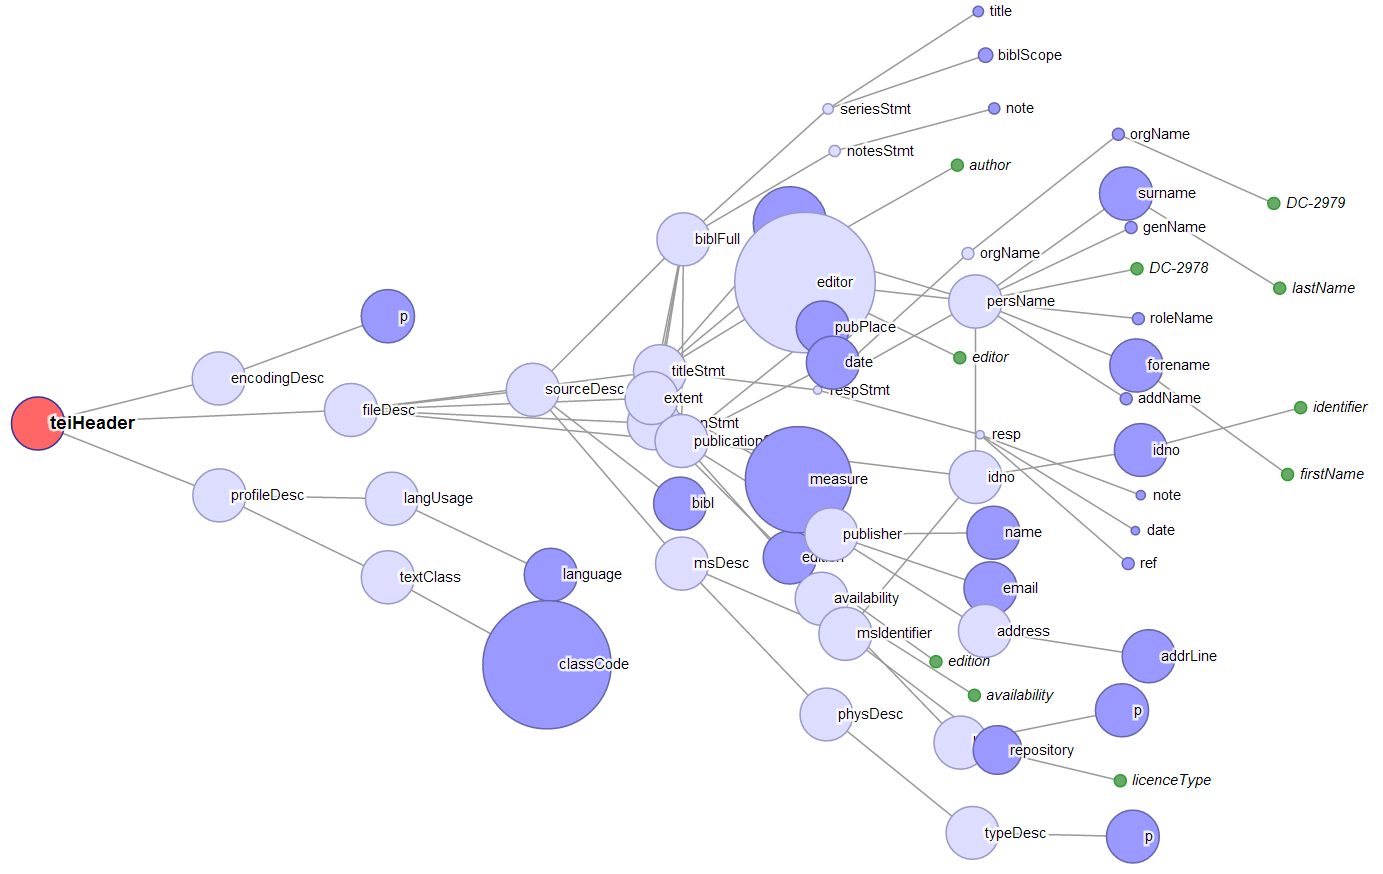 title
biblScope
seriesStmt
note
orgName
notesStmt
author
surname
DC-2979
genName
biblFull
orgName
DC-2978
editor
lastName
persName
p
roleName
pubPlace
editor
date
forename
titleStmt
encodingDesc
sourceDesc
respStmt
extent
addName
identifier
fileDesc
teiHeader
nStmt
resp
publication
idno
firstName
measure
idno
profileDesc
langUsage
note
bibl
date
publisher
name
edition
msDesc
ref
language
textClass
email
availability
msIdentifier
address
addrLine
edition
classCode
availability
physDesc
p
repository
licenceType
typeDesc
p